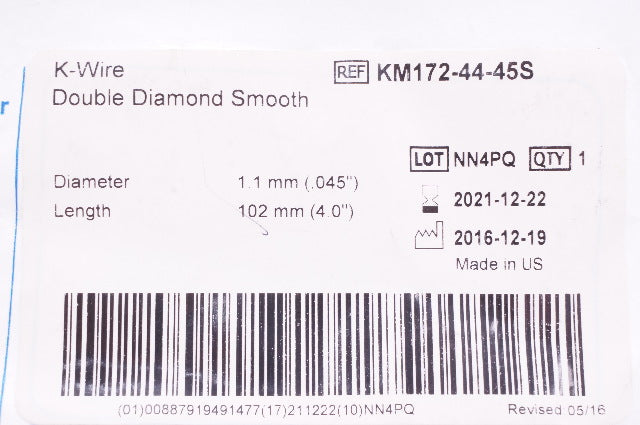 K-Wire
REF KM172-44-45S
Double Diamond Smooth
LOT NN4PQ QTY 1
Diameter 1.1 mm (.045")
2021-12-22
Length 102 mm (4.0")
2016-12-19
Made in US
(01)00887919491477(17)211222(10)NN4PQ
Revised 05/16
r